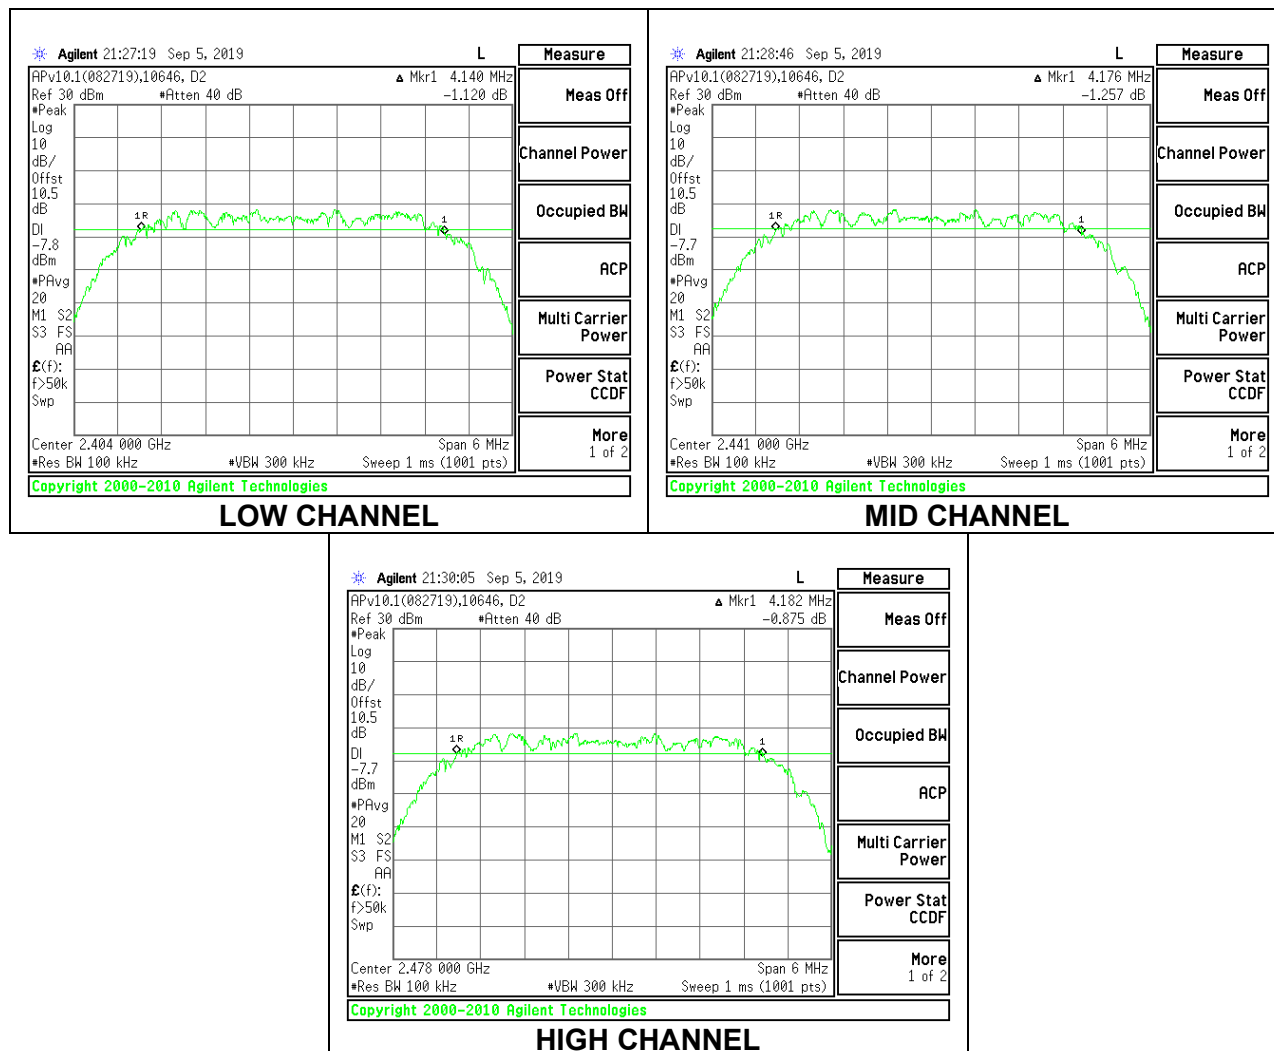 Agilent 21:27:19 Sep 5, 2019 L
APv10.1(082719),10646, D2 Δ Mkr1 4.140 MHz
Ref 30 dBm #Atten 40 dB -1.120 dB
#Peak
Log
10
dB/
Offst
10.5
dB
DI
-7.8
dBm
#PAvg
20
M1 S2
S3 FS
AA
£(f):
f>50k
Swp
1R
1
Center 2.404 000 GHz Span 6 MHz
#Res BW 100 kHz #VBW 300 kHz Sweep 1 ms (1001 pts)
Copyright 2000-2010 Agilent Technologies
Measure
Meas Off
Channel Power
Occupied BW
ACP
Multi Carrier
Power
Power Stat
CCDF
More
1 of 2
LOW CHANNEL
Agilent 21:28:46 Sep 5, 2019 L
APv10.1(082719),10646, D2 Δ Mkr1 4.176 MHz
Ref 30 dBm #Atten 40 dB -1.257 dB
#Peak
Log
10
dB/
Offst
10.5
dB
DI
-7.7
dBm
#PAvg
20
M1 S2
S3 FS
AA
£(f):
f>50k
Swp
1R
1
Center 2.441 000 GHz Span 6 MHz
#Res BW 100 kHz #VBW 300 kHz Sweep 1 ms (1001 pts)
Copyright 2000-2010 Agilent Technologies
Measure
Meas Off
Channel Power
Occupied BW
ACP
Multi Carrier
Power
Power Stat
CCDF
More
1 of 2
MID CHANNEL
Agilent 21:30:05 Sep 5, 2019 L
APv10.1(082719),10646, D2 Δ Mkr1 4.182 MHz
Ref 30 dBm #Atten 40 dB -0.875 dB
#Peak
Log
10
dB/
Offst
10.5
dB
DI
-7.7
dBm
#PAvg
20
M1 S2
S3 FS
AA
£(f):
f>50k
Swp
1R
1
Center 2.478 000 GHz Span 6 MHz
#Res BW 100 kHz #VBW 300 kHz Sweep 1 ms (1001 pts)
Copyright 2000-2010 Agilent Technologies
Measure
Meas Off
Channel Power
Occupied BW
ACP
Multi Carrier
Power
Power Stat
CCDF
More
1 of 2
HIGH CHANNEL